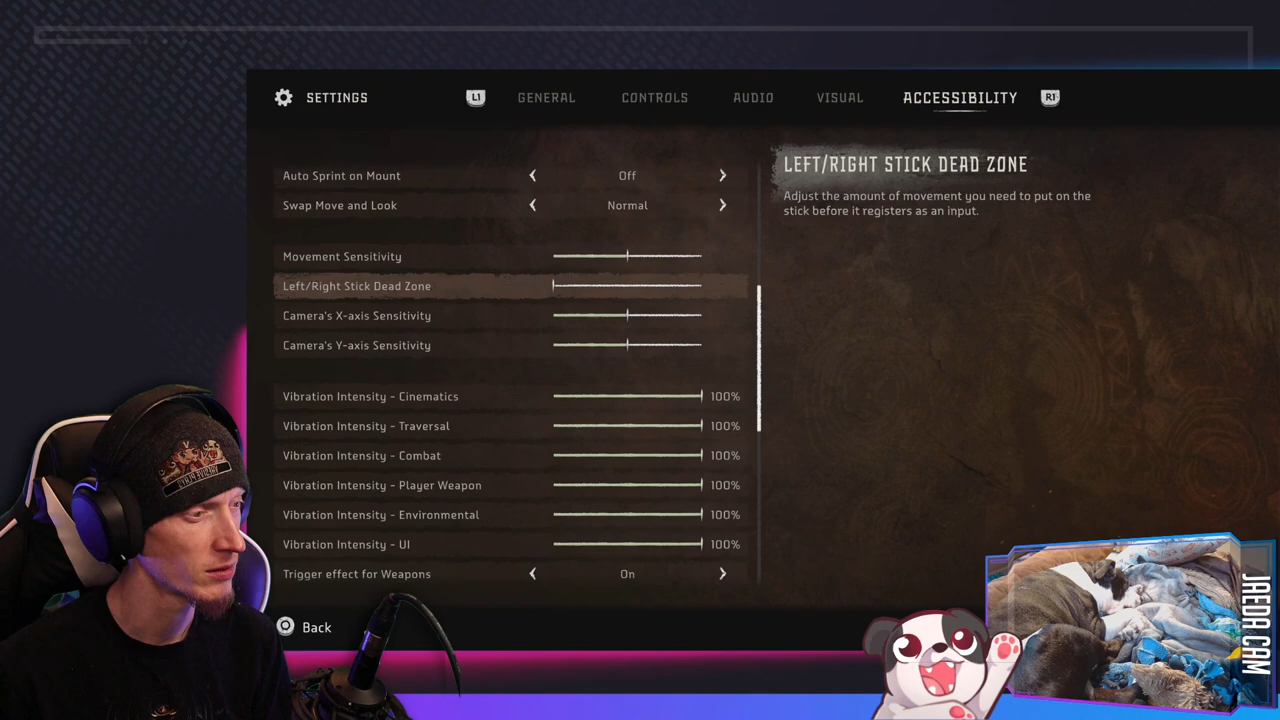 SETTINGS
L1
GENERAL
CONTROLS
AUDIO
VISUAL
ACCESSIBILITY
R1
Auto Sprint on Mount
Off
Swap Move and Look
Normal
Movement Sensitivity
Left/Right Stick Dead Zone
Camera's X-axis Sensitivity
Camera's Y-axis Sensitivity
Vibration Intensity - Cinematics
100%
Vibration Intensity - Traversal
100%
Vibration Intensity - Combat
100%
Vibration Intensity - Player Weapon
100%
Vibration Intensity - Environmental
100%
Vibration Intensity - UI
100%
Trigger effect for Weapons
On
Back
LEFT/RIGHT STICK DEAD ZONE
Adjust the amount of movement you need to put on the
stick before it registers as an input.
JAEDA CAM